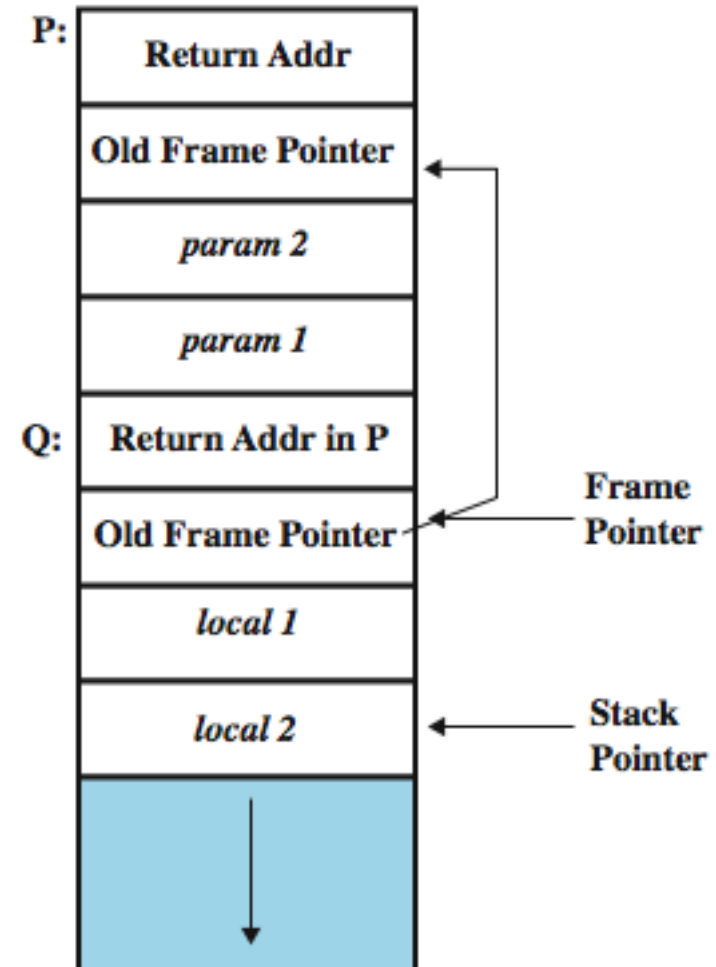 P:
Return Addr
Old Frame Pointer
param 2
param 1
Q:
Return Addr in P
Old Frame Pointer
Frame
Pointer
local 1
local 2
Stack
Pointer